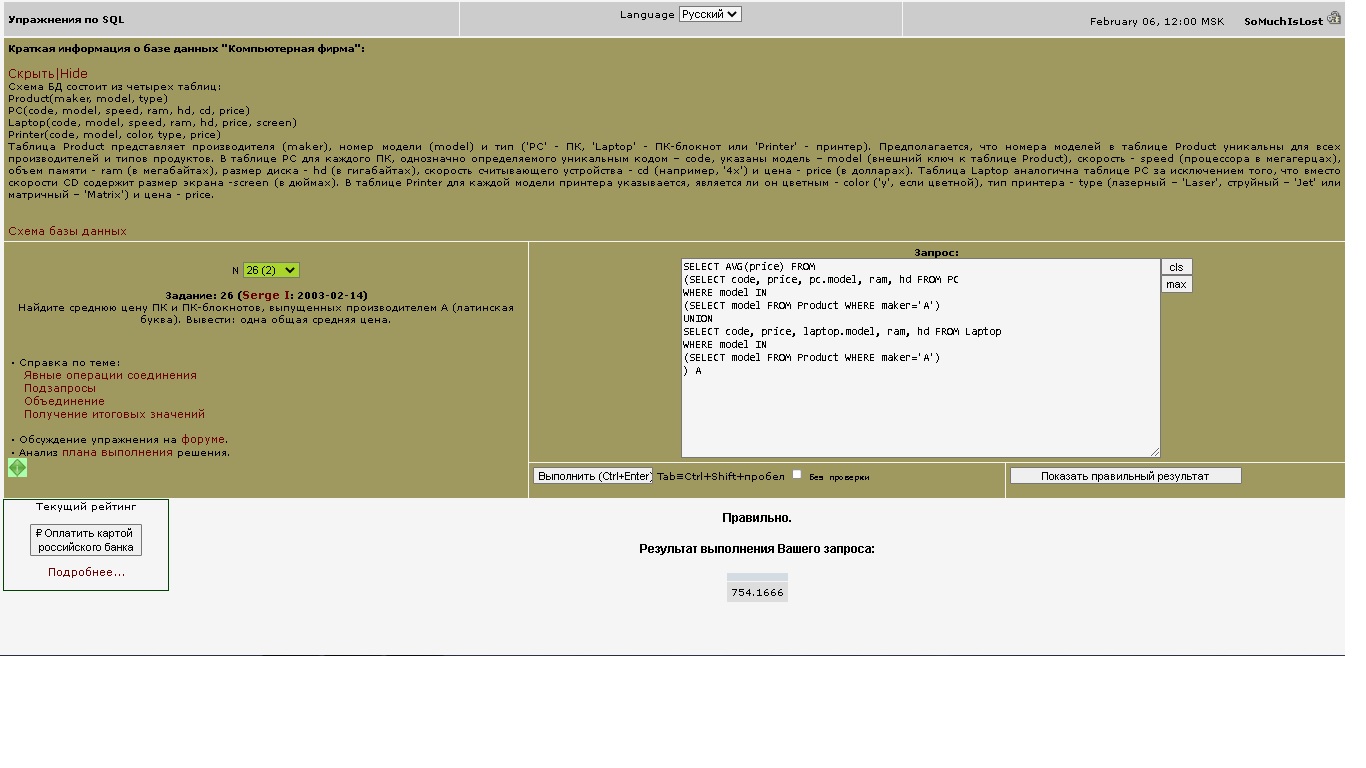 Упражнения по SQL
Language Русский
February 06, 12:00 MSK SoMuchIsLost
Краткая информация о базе данных "Компьютерная фирма":
Скрыть|Hide
Схема БД состоит из четырех таблиц:
Product(maker, model, type)
PC(code, model, speed, ram, hd, cd, price)
Laptop(code, model, speed, ram, hd, price, screen)
Printer(code, model, color, type, price)
Таблица Product представляет производителя (maker), номер модели (model) и тип ('PC' - ПК, 'Laptop' - ПК-блокнот или 'Printer' - принтер). Предполагается, что номера моделей в таблице Product уникальны для всех
производителей и типов продуктов. В таблице PC для каждого ПК, однозначно определяемого уникальным кодом – code, указаны модель – model (внешний ключ к таблице Product), скорость - speed (процессора в мегагерцах),
объем памяти - ram (в мегабайтах), размер диска - hd (в гигабайтах), скорость считывающего устройства - cd (например, '4x') и цена - price (в долларах). Таблица Laptop аналогична таблице РС за исключением того, что вместо
скорости CD содержит размер экрана -screen (в дюймах). В таблице Printer для каждой модели принтера указывается, является ли он цветным - color ('y', если цветной), тип принтера - type (лазерный – 'Laser', струйный – 'Jet' или
матричный – 'Matrix') и цена - price.
Схема базы данных
N 26 (2)
Задание: 26 (Serge I: 2003-02-14)
Найдите среднюю цену ПК и ПК-блокнотов, выпущенных производителем A (латинская
буква). Вывести: одна общая средняя цена.
• Справка по теме:
Явные операции соединения
Подзапросы
Объединение
Получение итоговых значений
• Обсуждение упражнения на форуме.
• Анализ плана выполнения решения.
Запрос:
SELECT AVG(price) FROM
(SELECT code, price, pc.model, ram, hd FROM PC
WHERE model IN
(SELECT model FROM Product WHERE maker='A')
UNION
SELECT code, price, laptop.model, ram, hd FROM Laptop
WHERE model IN
(SELECT model FROM Product WHERE maker='A')
) A
cls
max
Выполнить (Ctrl+Enter) Tab=Ctrl+Shift+пробел Без проверки
Показать правильный результат
Текущий рейтинг
₽ Оплатить картой
российского банка
Подробнее...
Правильно.
Результат выполнения Вашего запроса:
754.1666